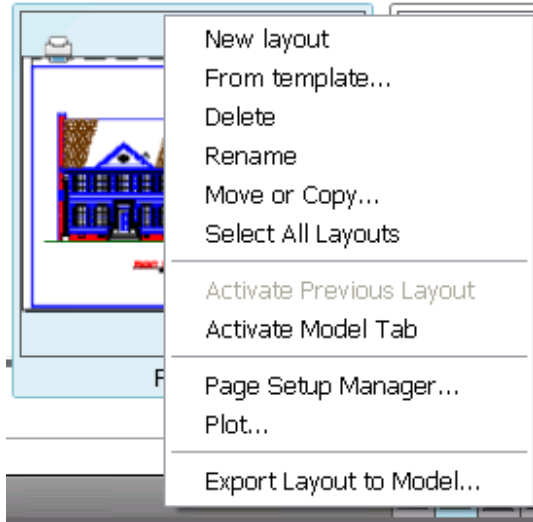 New layout
From template...
Delete
Rename
Move or Copy...
Select All Layouts
Activate Previous Layout
Activate Model Tab
Page Setup Manager...
Plot...
Export Layout to Model...